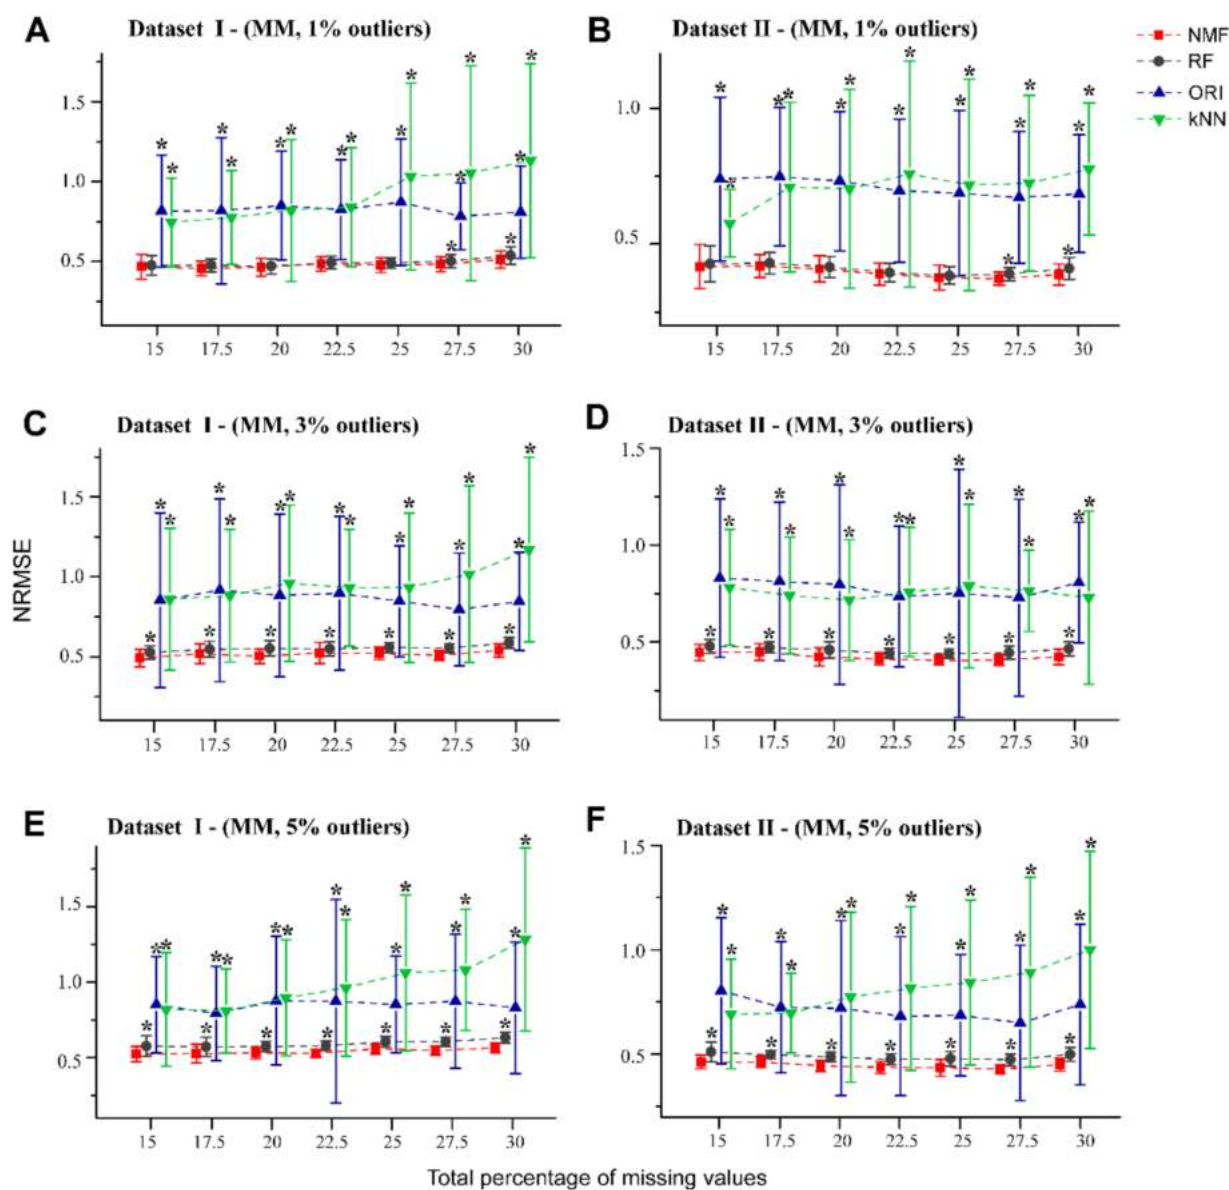 A Dataset I - (MM, 1% outliers)
B Dataset II - (MM, 1% outliers)
NMF
RF
ORI
kNN
1.5
1.0
0.5
* * * * * * * * * * * * * * * *
15 17.5 20 22.5 25 27.5 30
1.0
0.5
* * * * * * * * * * * * * * * *
15 17.5 20 22.5 25 27.5 30
C Dataset I - (MM, 3% outliers)
D Dataset II - (MM, 3% outliers)
NRMSE
1.5
1.0
0.5
* * * * * * * * * * * * * * * * * * * * *
15 17.5 20 22.5 25 27.5 30
1.5
1.0
0.5
* * * * * * * * * * * * * * * * * * * * *
15 17.5 20 22.5 25 27.5 30
E Dataset I - (MM, 5% outliers)
F Dataset II - (MM, 5% outliers)
1.5
1.0
0.5
* * * * * * * * * * * * * * * * * * * * *
15 17.5 20 22.5 25 27.5 30
1.5
1.0
0.5
* * * * * * * * * * * * * * * * * * * * *
15 17.5 20 22.5 25 27.5 30
Total percentage of missing values